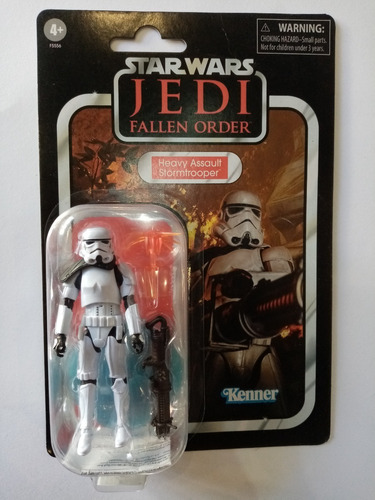 4+
F5556
WARNING:
CHOKING HAZARD–Small parts.
Not for children under 3 years.
STAR WARS
JEDI
FALLEN ORDER
Heavy Assault
Stormtrooper
Kenner